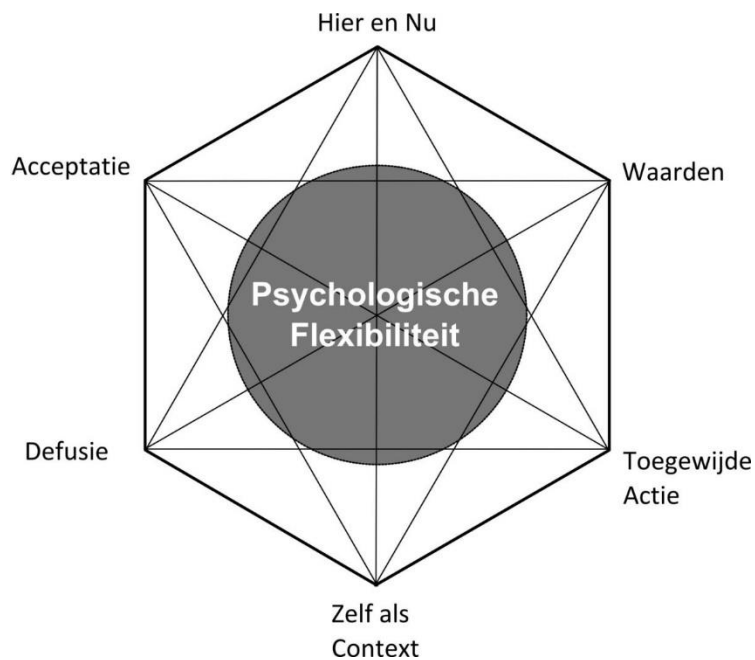 Hier en Nu
Acceptatie
Waarden
Psychologische
Flexibiliteit
Defusie
Toegewijde
Actie
Zelf als
Context